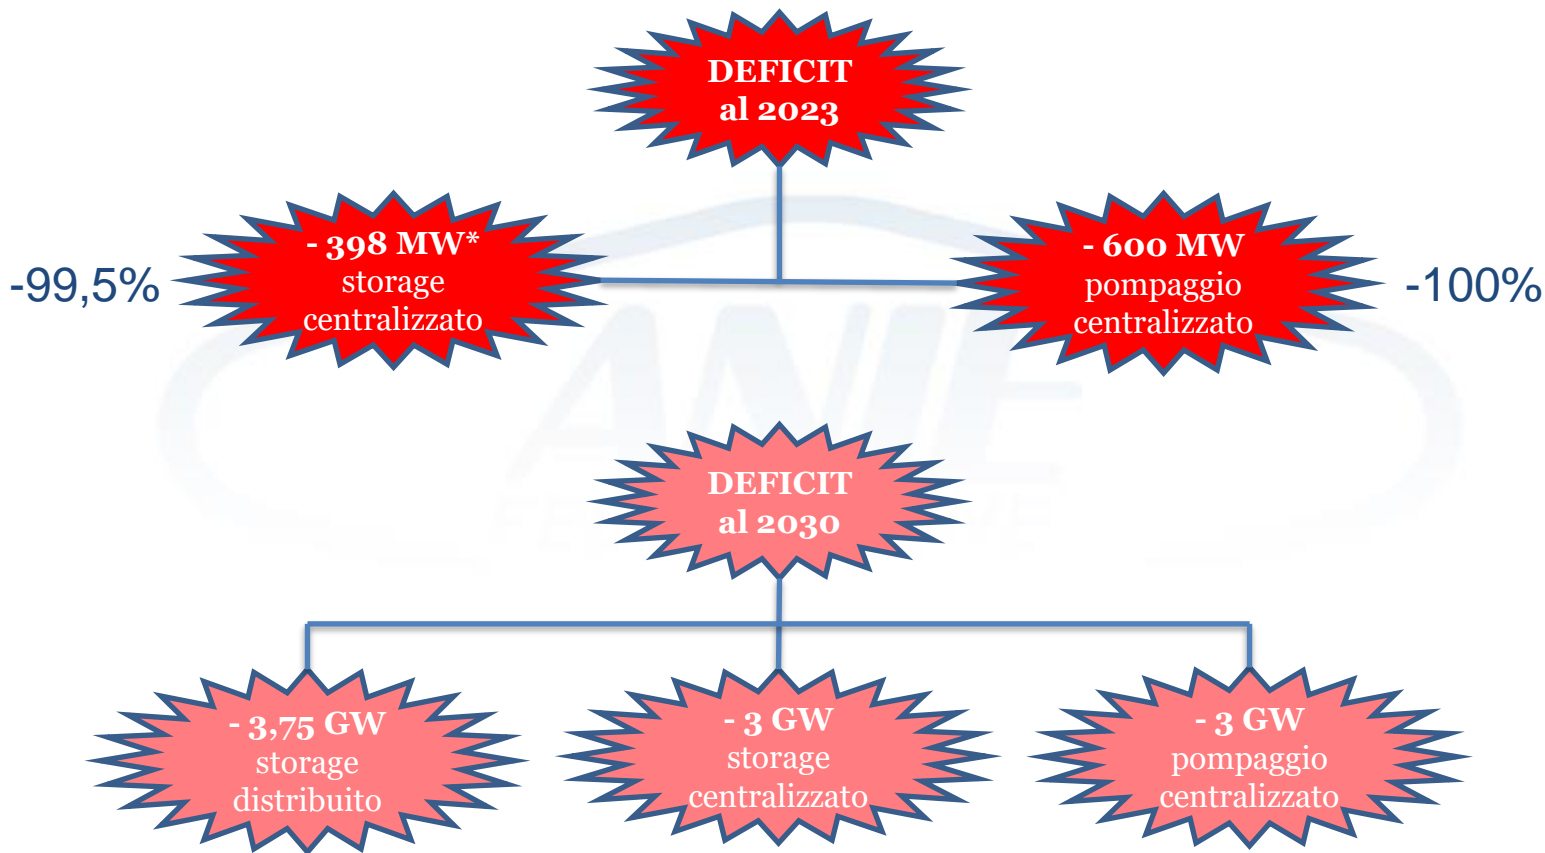 DEFICIT
al 2023
-99,5%
- 398 MW*
storage
centralizzato
- 600 MW
pompaggio
centralizzato
-100%
ANIE
DEFICIT
al 2030
- 3,75 GW
storage
distribuito
- 3 GW
storage
centralizzato
- 3 GW
pompaggio
centralizzato